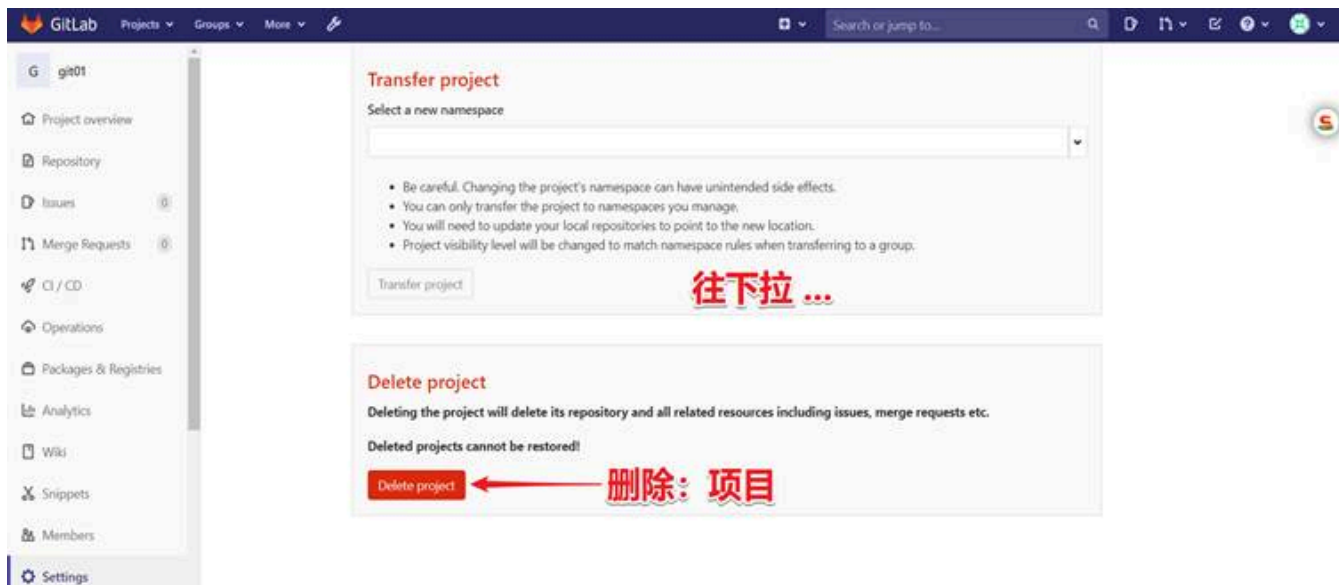 GitLab Projects Groups More Search or jump to...
G git01
Project overview
Repository
Issues 0
Merge Requests 0
CI / CD
Operations
Packages & Registries
Analytics
Wiki
Snippets
Members
Settings
Transfer project
Select a new namespace
Be careful. Changing the project's namespace can have unintended side effects.
You can only transfer the project to namespaces you manage.
You will need to update your local repositories to point to the new location.
Project visibility level will be changed to match namespace rules when transferring to a group.
Transfer project
往下拉 ...
Delete project
Deleting the project will delete its repository and all related resources including issues, merge requests etc.
Deleted projects cannot be restored!
Delete project
删除：项目